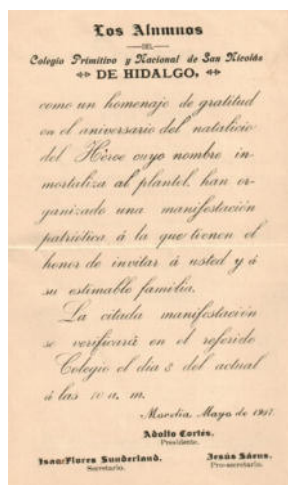 Los Alumnos
DEL
Colegio Primitivo y Nacional de San Nicolás
DE HIDALGO,
como un homenaje de gratitud
en el aniversario del natalicio
del Héroe cuyo nombre in-
mortaliza al plantel, han or-
ganizado una manifestación
patriótica á la que tienen el
honor de invitar á usted y á
su estimable familia.
La citada manifestación
se verificará en el referido
Colegio el dia 8 del actual
á las 10 a. m.
Morelia, Mayo de 1907.
Adolfo Cortés.
Presidente.
Isaac Flores Sunderland.
Secretario.
Jesús Sáens.
Pro-secretario.